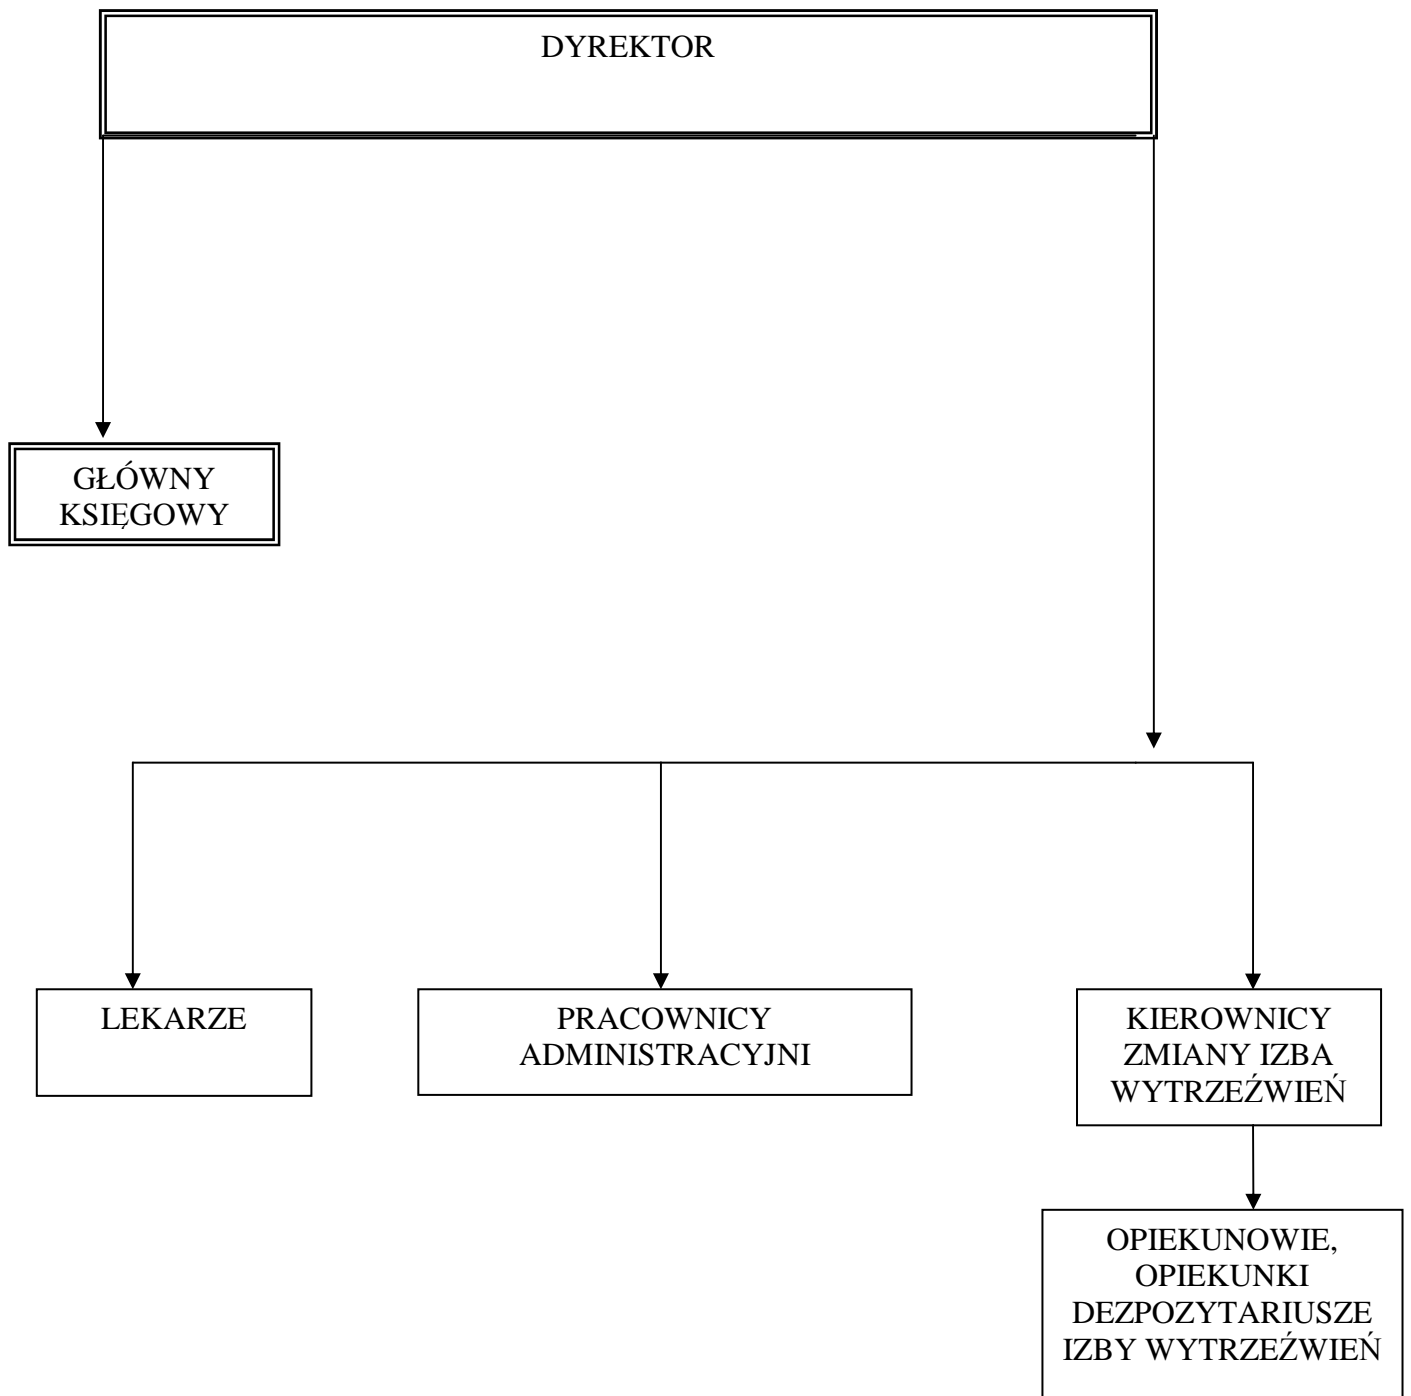 DYREKTOR
GŁÓWNY
KSIĘGOWY
LEKARZE
PRACOWNICY
ADMINISTRACYJNI
KIEROWNICY
ZMIANY IZBA
WYTRZEŹWIEŃ
OPIEKUNOWIE,
OPIEKUNKI
DEZPOZYTARIUSZE
IZBY WYTRZEŹWIEŃ